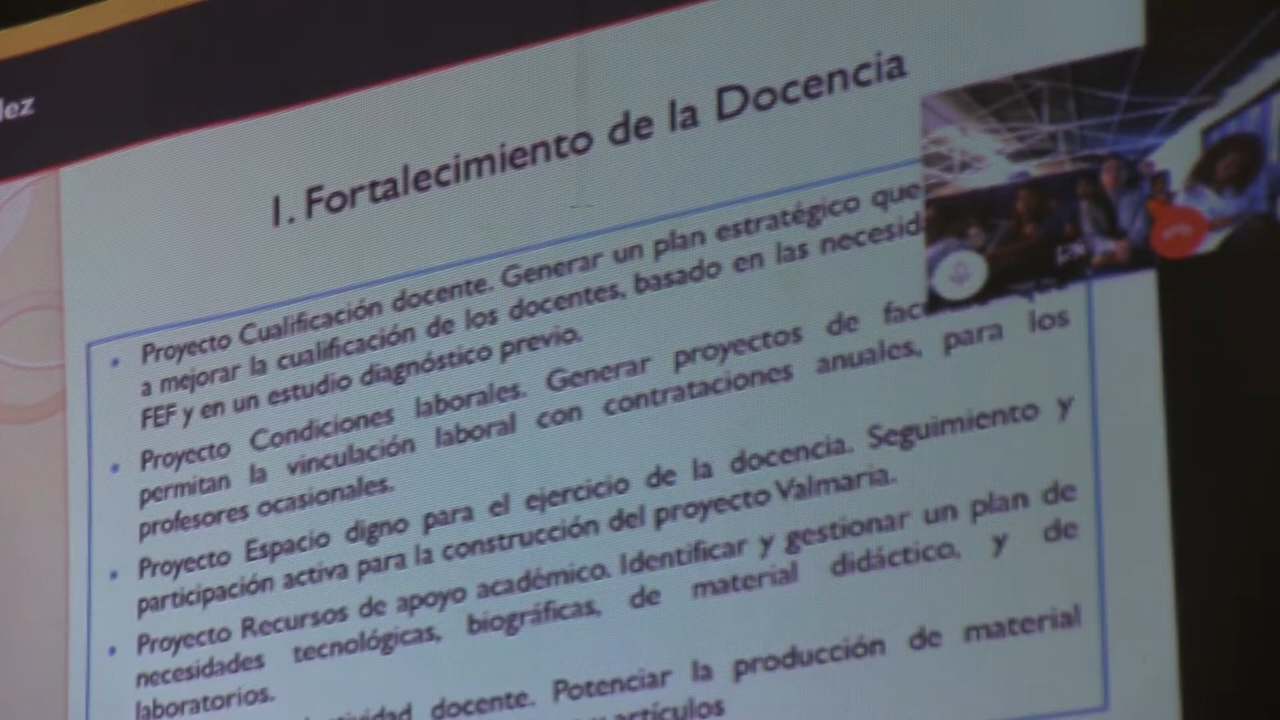 lez
1. Fortalecimiento de la Docencia
• Proyecto Cualificación docente. Generar un plan estratégico que
a mejorar la cualificación de los docentes, basado en las necesid
FEF y en un estudio diagnóstico previo.
• Proyecto Condiciones laborales. Generar proyectos de fac
permitan la vinculación laboral con contrataciones anuales, para los
profesores ocasionales.
• Proyecto Espacio digno para el ejercicio de la docencia. Seguimiento y
participación activa para la construcción del proyecto Valmaria.
• Proyecto Recursos de apoyo académico. Identificar y gestionar un plan de
necesidades tecnológicas, biográficas, de material didáctico, y de
laboratorios.
docente. Potenciar la producción de material
artículos